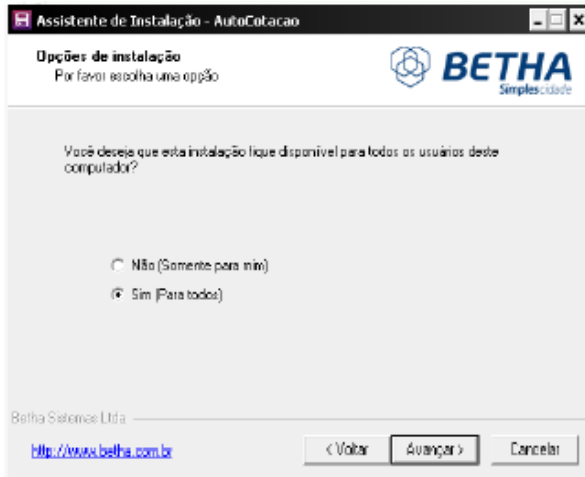 Assistente de Instalação - AutoCotacao
Opções de instalação
Por favor escolha uma opção
BETHA
Simplescidade
Você deseja que esta instalação fique disponível para todos os usuários deste
computador?
Não (Somente para mim)
Sim (Para todos)
Betha Sistemas Ltda
http://www.betha.com.br
< Voltar
Avançar >
Cancelar